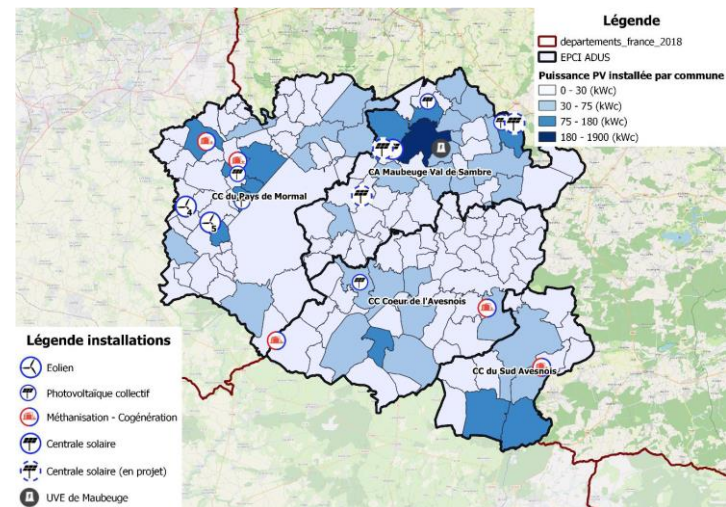 Légende
departements_france_2018
EPCI ADUS
Puissance PV installée par commune
0 - 30 (kWc)
30 - 75 (kWc)
75 - 180 (kWc)
180 - 1900 (kWc)
CA Maubeuge Val de Sambre
CC du Pays de Mormal
4
5
CC Coeur de l'Avesnois
CC du Sud Avesnois
Légende installations
Eolien
Photovoltaïque collectif
Méthanisation - Cogénération
Centrale solaire
Centrale solaire (en projet)
UVE de Maubeuge